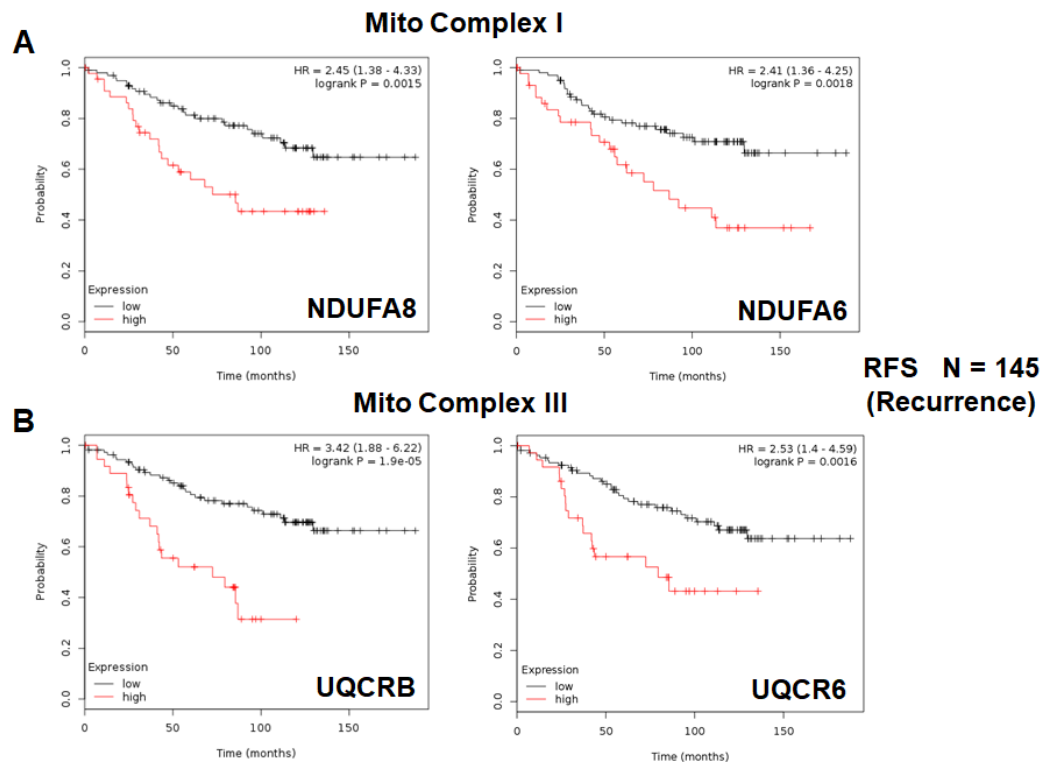 Mito Complex I
A
HR = 2.45 (1.38 - 4.33)
logrank P = 0.0015
Probability
1.0
0.8
0.6
0.4
0.2
0.0
Expression
low
high
NDUFA8
0 50 100 150
Time (months)
HR = 2.41 (1.36 - 4.25)
logrank P = 0.0018
Probability
1.0
0.8
0.6
0.4
0.2
0.0
Expression
low
high
NDUFA6
0 50 100 150
Time (months)
RFS N = 145
(Recurrence)
Mito Complex III
B
HR = 3.42 (1.88 - 6.22)
logrank P = 1.9e-05
Probability
1.0
0.8
0.6
0.4
0.2
0.0
Expression
low
high
UQCRB
0 50 100 150
Time (months)
HR = 2.53 (1.4 - 4.59)
logrank P = 0.0016
Probability
1.0
0.8
0.6
0.4
0.2
0.0
Expression
low
high
UQCR6
0 50 100 150
Time (months)